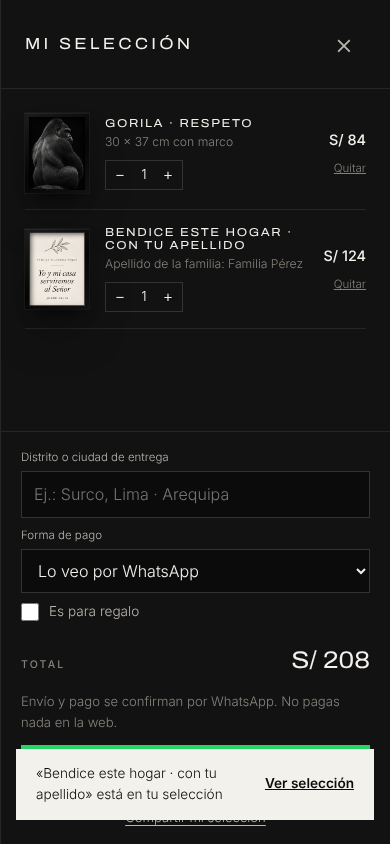 MI SELECCIÓN
GORILA · RESPETO
30 × 37 cm con marco
S/ 84
− 1 +
Quitar
BENDICE ESTE HOGAR ·
CON TU APELLIDO
Apellido de la familia: Familia Pérez
S/ 124
− 1 +
Quitar
Yo y mi casa
serviremos
al Señor
Distrito o ciudad de entrega
Ej.: Surco, Lima · Arequipa
Forma de pago
Lo veo por WhatsApp
Es para regalo
TOTAL
S/ 208
Envío y pago se confirman por WhatsApp. No pagas
nada en la web.
«Bendice este hogar · con tu
apellido» está en tu selección
Ver selección
Compartir mi selección